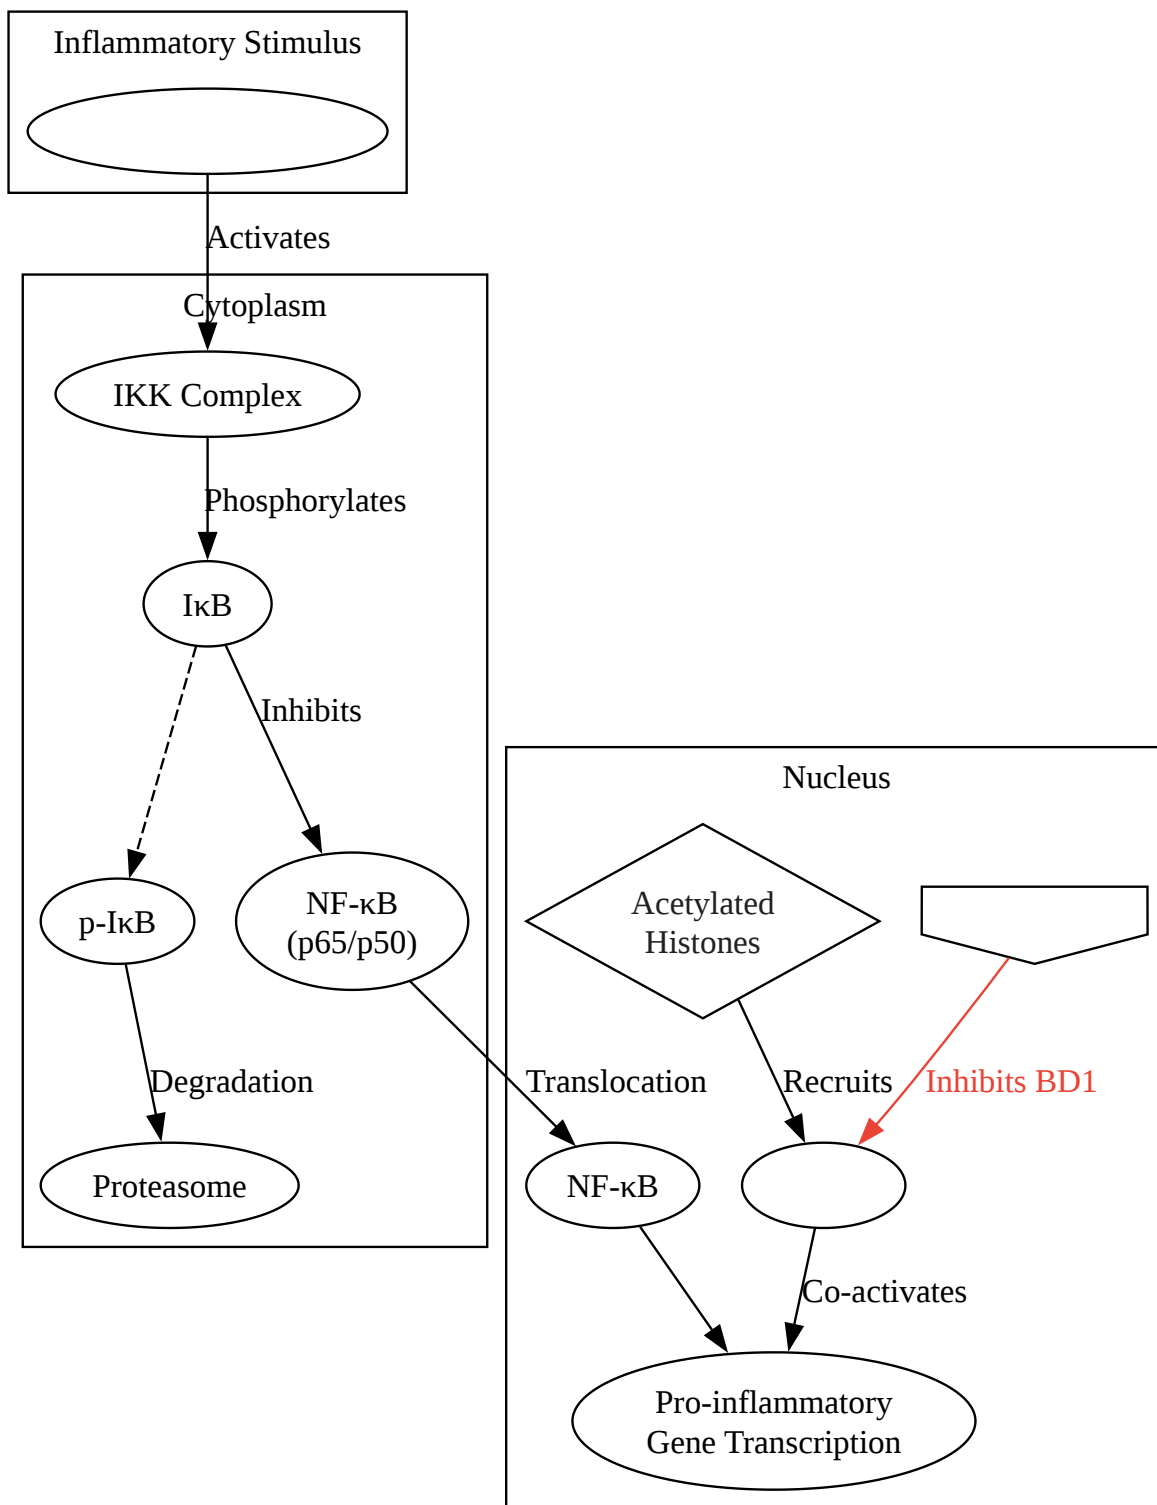 Inflammatory Stimulus
Activates
Cytoplasm
IKK Complex
Phosphorylates
IκB
Inhibits
p-IκB
NF-κB
(p65/p50)
Degradation
Proteasome
Nucleus
Acetylated
Histones
Translocation
Recruits
Inhibits BD1
NF-κB
Co-activates
Pro-inflammatory
Gene Transcription